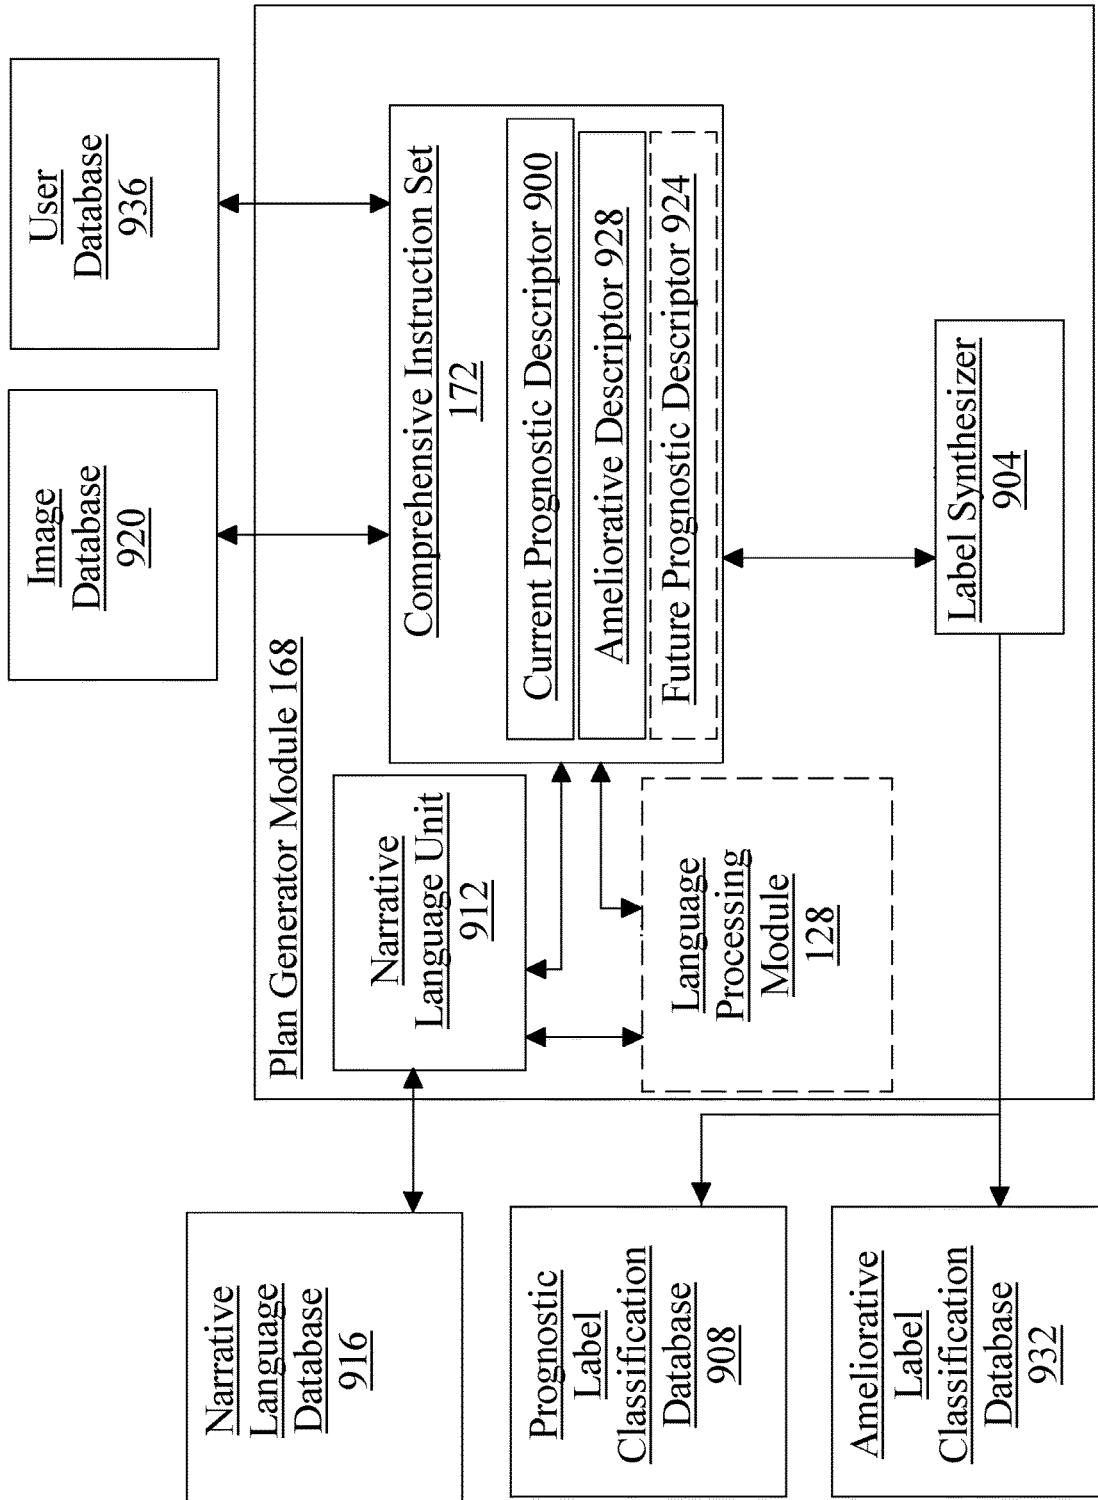 Plan Generator Module 168
Narrative
Language
Database
916
Narrative
Language Unit
912
Comprehensive Instruction Set
172
Current Prognostic Descriptor 900
Ameliorative Descriptor 928
Future Prognostic Descriptor 924
Image
Database
920
User
Database
936
Prognostic
Label
Classification
Database
908
Language
Processing
Module
128
Ameliorative
Label
Classification
Database
932
Label Synthesizer
904